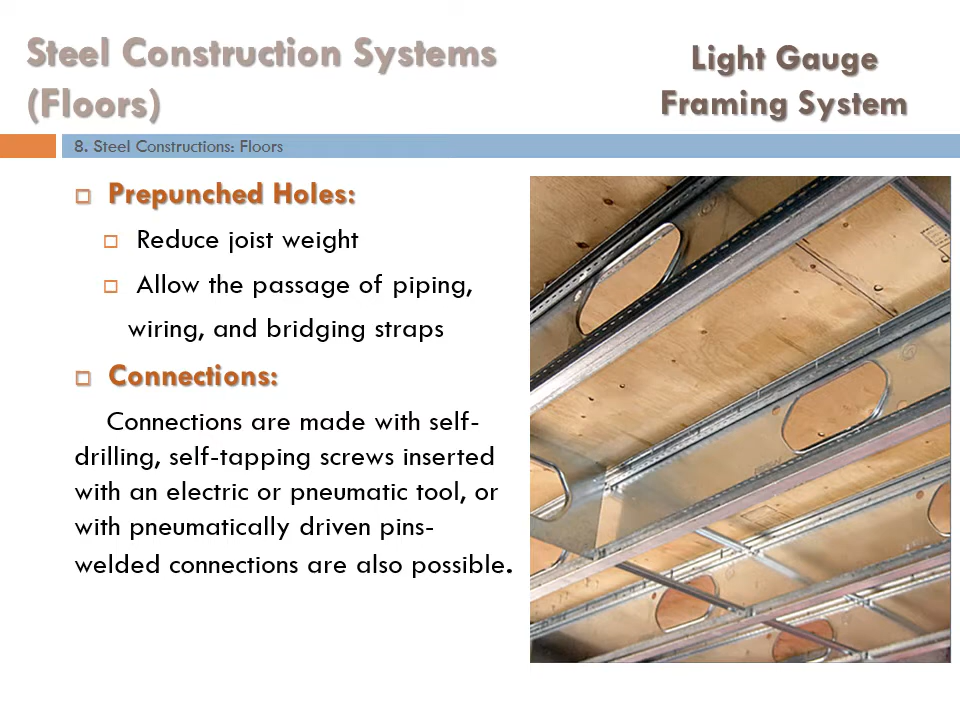 Steel Construction Systems
(Floors)
Light Gauge
Framing System
8. Steel Constructions: Floors
Prepunched Holes:
Reduce joist weight
Allow the passage of piping,
wiring, and bridging straps
Connections:
Connections are made with self-
drilling, self-tapping screws inserted
with an electric or pneumatic tool, or
with pneumatically driven pins-
welded connections are also possible.